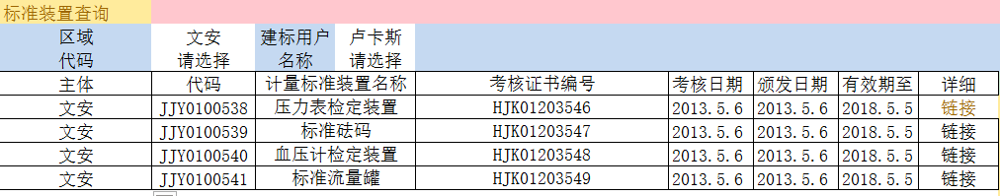 标准装置查询
区域 文安 建标用户 卢卡斯
代码 请选择 名称 请选择
主体 代码 计量标准装置名称 考核证书编号 考核日期 颁发日期 有效期至 详细
文安 JJY0100538 压力表检定装置 HJK01203546 2013.5.6 2013.5.6 2018.5.5 链接
文安 JJY0100539 标准砝码 HJK01203547 2013.5.6 2013.5.6 2018.5.5 链接
文安 JJY0100540 血压计检定装置 HJK01203548 2013.5.6 2013.5.6 2018.5.5 链接
文安 JJY0100541 标准流量罐 HJK01203549 2013.5.6 2013.5.6 2018.5.5 链接